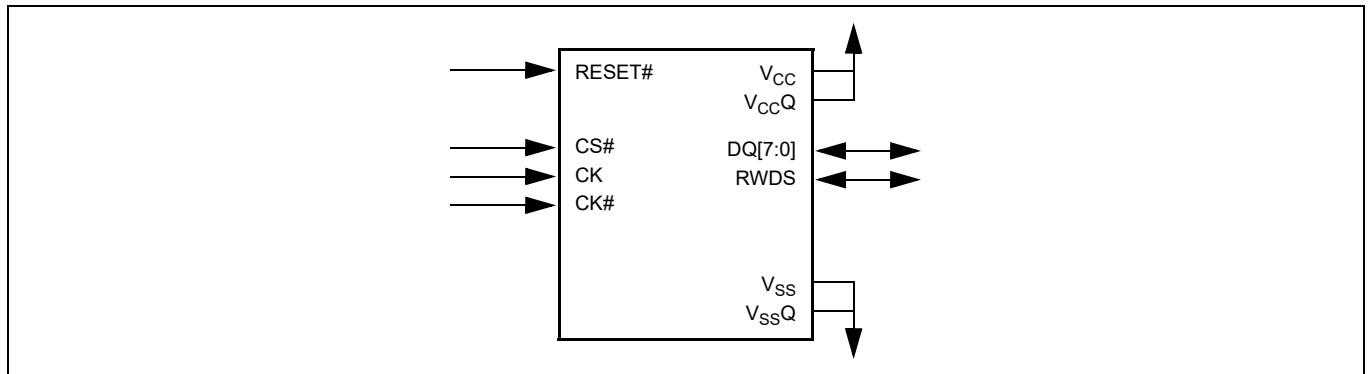 RESET#
CS#
CK
CK#
VCC
VCCQ
DQ[7:0]
RWDS
VSS
VSSQ